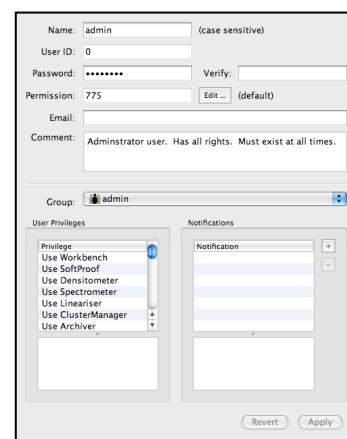 Name: admin (case sensitive)
User ID: 0
Password: •••••••• Verify:
Permission: 775 Edit ... (default)
Email:
Comment: Adminstrator user. Has all rights. Must exist at all times.
Group: admin
User Privileges Notifications
Privilege Notification + 
Use Workbench
Use SoftProof -
Use Densitometer
Use Spectrometer
Use Lineariser
Use ClusterManager
Use Archiver
Revert Apply